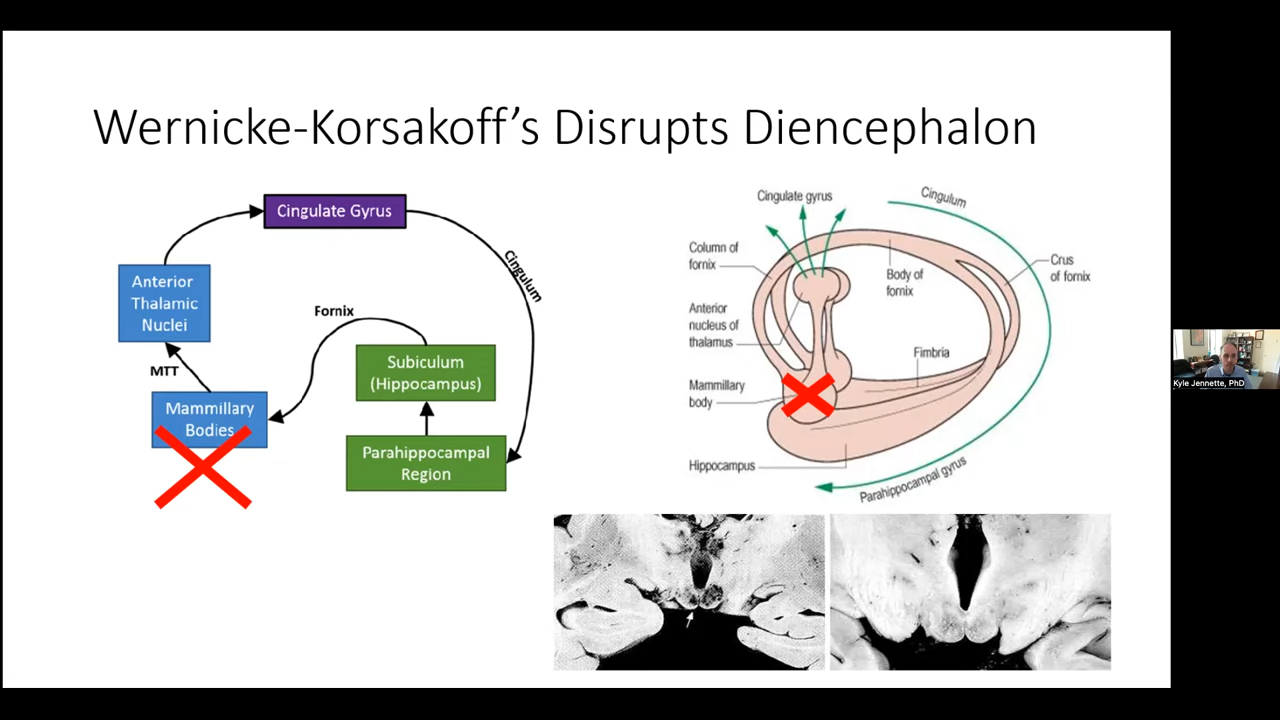 Wernicke-Korsakoff’s Disrupts Diencephalon
Cingulate Gyrus
Anterior
Thalamic
Nuclei
MTT
Mammillary
Bodies
Fornix
Cingulum
Subiculum
(Hippocampus)
Parahippocampal
Region
Cingulate gyrus
Cingulum
Column of
fornix
Body of
fornix
Crus
of fornix
Anterior
nucleus of
thalamus
Fimbria
Mammillary
body
Hippocampus
Parahippocampal gyrus
Kyle Jennette, PhD